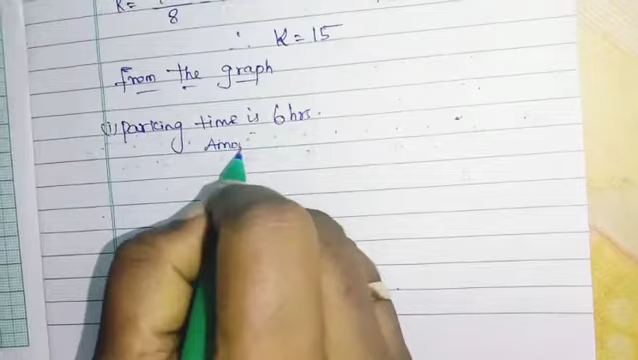 K =
8
∴ K = 15
From the graph
(i) Parking time is 6 hrs.
Amo